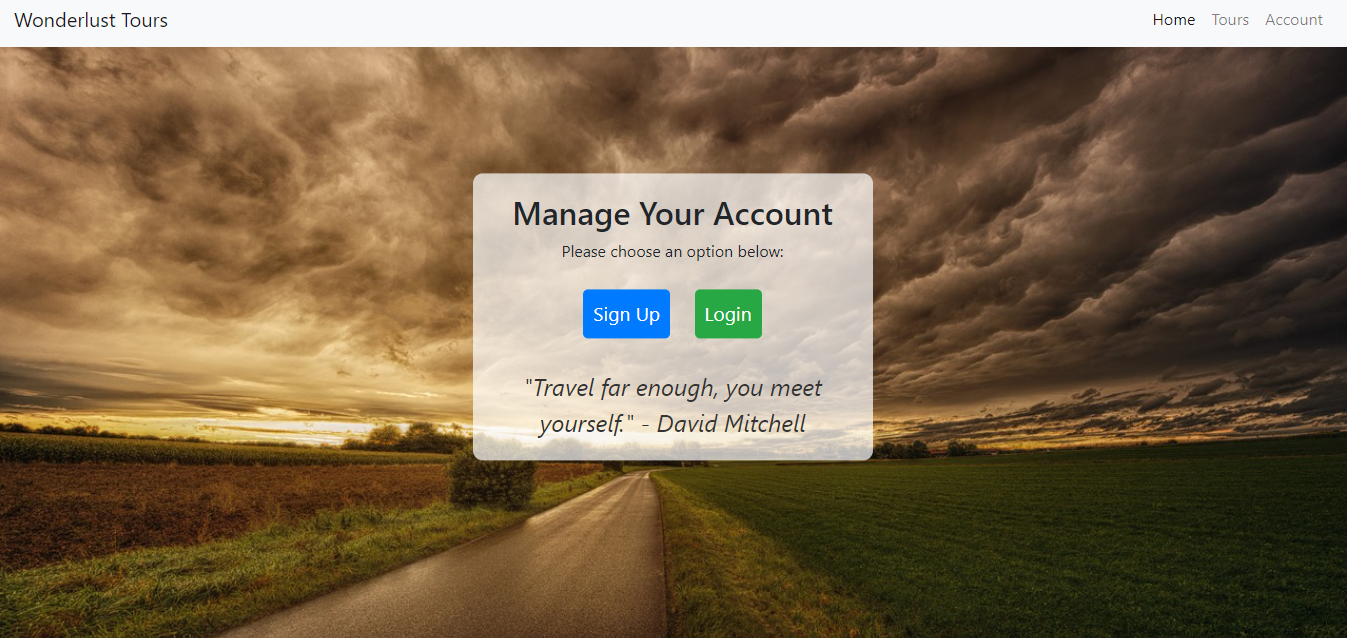 Wonderlust Tours
Home Tours Account
Manage Your Account
Please choose an option below:
Sign Up Login
"Travel far enough, you meet
yourself." - David Mitchell